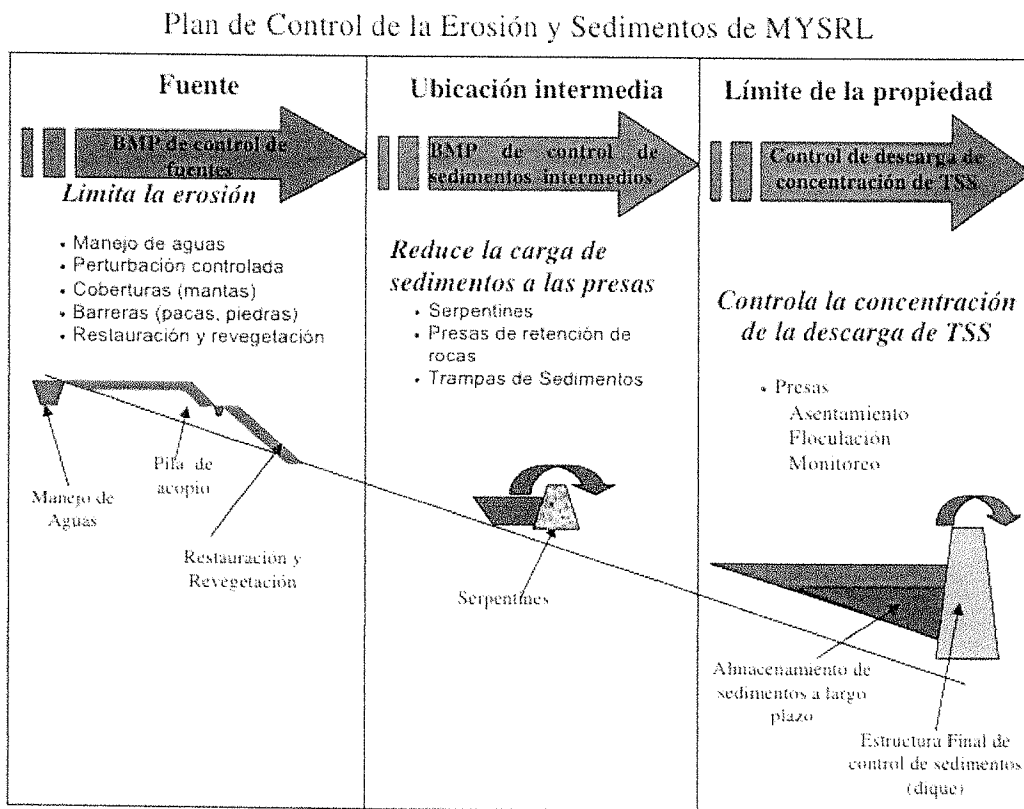 Plan de Control de la Erosión y Sedimentos de MYSRL
Fuente
BMP de control de
fuentes
Limita la erosión
• Manejo de aguas
• Perturbación controlada
• Coberturas (mantas)
• Barreras (pacas, piedras)
• Restauración y revegetación
Manejo de
Aguas
Pila de
acopio
Restauración y
Revegetación
Ubicación intermedia
BMP de control de
sedimentos intermedios
Reduce la carga de
sedimentos a las presas
• Serpentines
• Presas de retención de
rocas
• Trampas de Sedimentos
Serpentines
Límite de la propiedad
Control de descarga de
concentración de TSS
Controla la concentración
de la descarga de TSS
• Presas
Asentamiento
Floculación
Monitoreo
Almacenamiento de
sedimentos a largo
plazo
Estructura Final de
control de sedimentos
(dique)